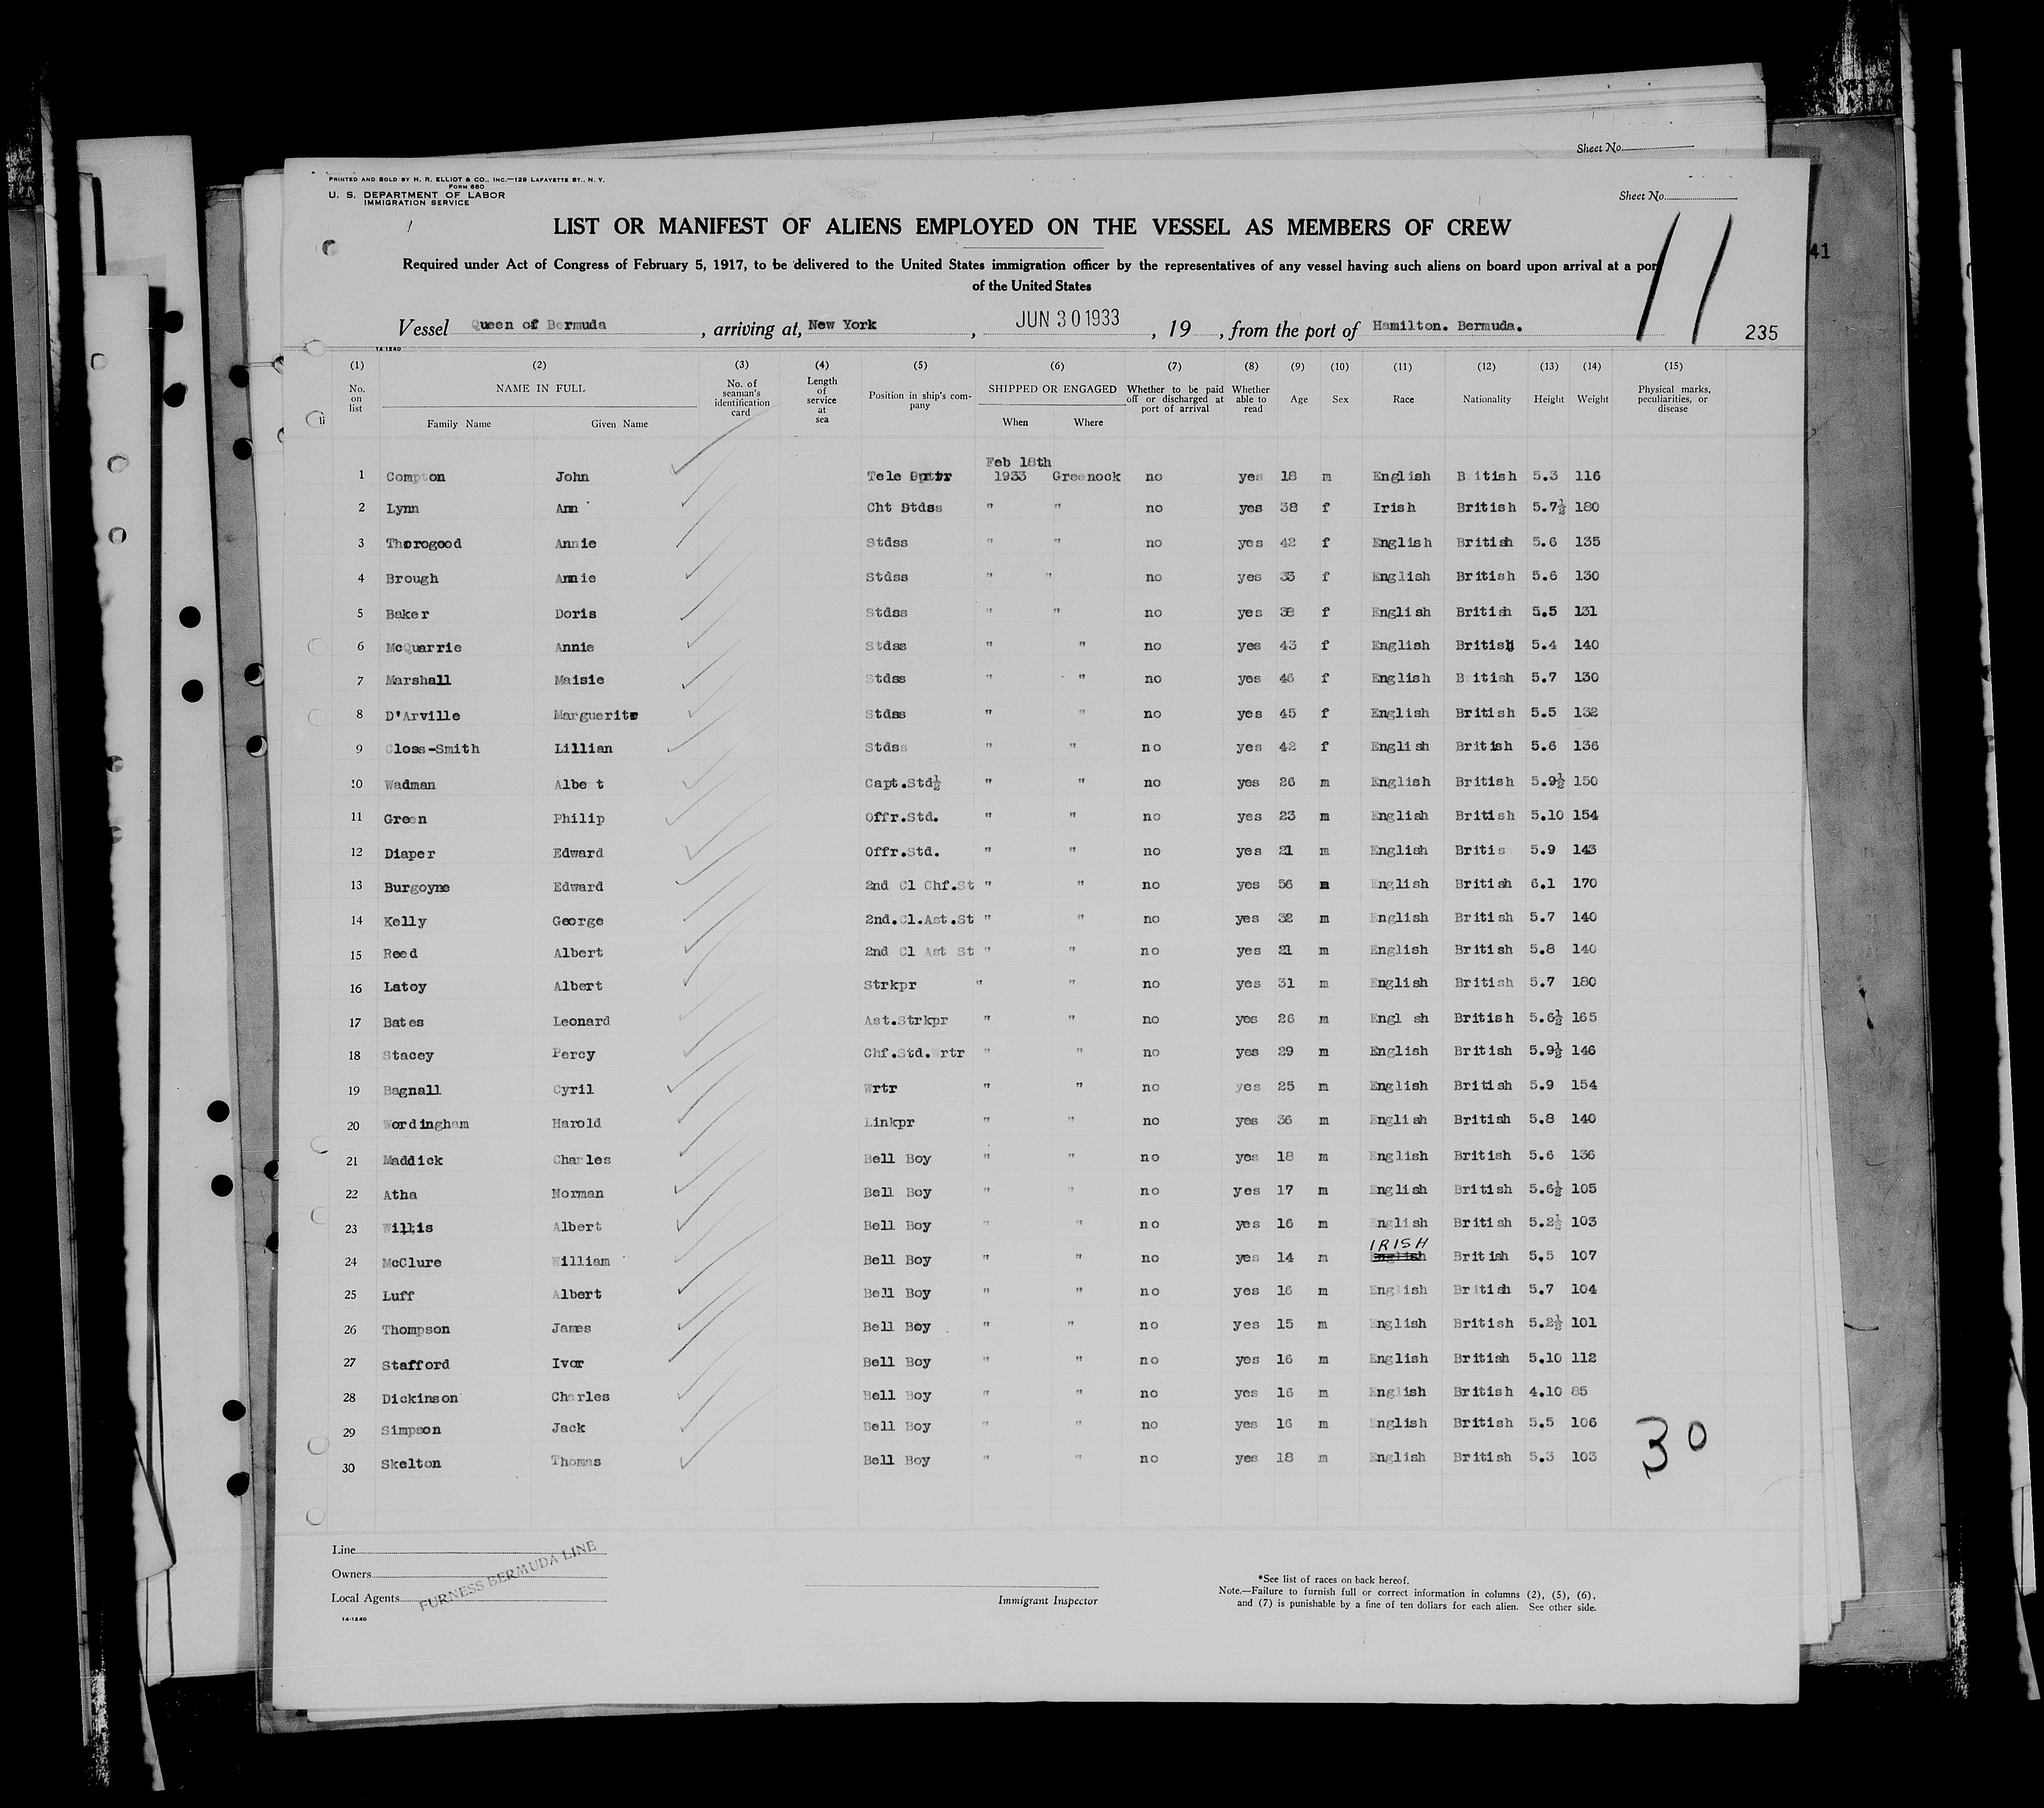 Sheet No.
PRINTED AND SOLD BY H. R. ELLIOT & CO., INC.—129 LAFAYETTE ST., N. Y.
FORM 680
U. S. DEPARTMENT OF LABOR
IMMIGRATION SERVICE
Sheet No.
LIST OR MANIFEST OF ALIENS EMPLOYED ON THE VESSEL AS MEMBERS OF CREW
11
41
Required under Act of Congress of February 5, 1917, to be delivered to the United States immigration officer by the representatives of any vessel having such aliens on board upon arrival at a port
of the United States
Vessel Queen of Bermuda, arriving at, New York, JUN 30 1933, 19, from the port of Hamilton. Bermuda.
235
14-1240
(1) (2) (3) (4) (5) (6) (7) (8) (9) (10) (11) (12) (13) (14) (15)
No. on list NAME IN FULL Family Name Given Name No. of seaman's identification card Length of service at sea Position in ship's company SHIPPED OR ENGAGED When Where Whether to be paid off or discharged at port of arrival Whether able to read Age Sex Race Nationality Height Weight Physical marks, peculiarities, or disease
Feb 18th
1 Compton John Tele 1933 Greenock no yes 18 m English British 5.3 116
2 Lynn Ann Cht Stdss " " no yes 38 f Irish British 5.7½ 180
3 Thorogood Annie Stdss " " no yes 42 f English British 5.6 135
4 Brough Annie Stdss " " no yes 33 f English British 5.6 130
5 Baker Doris Stdss " " no yes 38 f English British 5.5 131
6 McQuarrie Annie Stdss " " no yes 43 f English British 5.4 140
7 Marshall Maisie Stdss " " no yes 46 f English British 5.7 130
8 D'Arville Marguerite Stdss " " no yes 45 f English British 5.5 132
9 Closs-Smith Lillian Stdss " " no yes 42 f English British 5.6 136
10 Wadman Albert Capt.Std½ " " no yes 26 m English British 5.9½ 150
11 Green Philip Offr.Std. " " no yes 23 m English British 5.10 154
12 Diaper Edward Offr.Std. " " no yes 21 m English Britis 5.9 143
13 Burgoyne Edward 2nd Cl Chf.St " " no yes 56 m English British 6.1 170
14 Kelly George 2nd.Cl.Ast.St " " no yes 32 m English British 5.7 140
15 Reed Albert 2nd Cl Ast St " " no yes 21 m English British 5.8 140
16 Latoy Albert Strkpr " " no yes 31 m English British 5.7 180
17 Bates Leonard Ast.Strkpr " " no yes 26 m Engl sh British 5.6½ 165
18 Stacey Percy Chf.Std.Wrtr " " no yes 29 m English British 5.9½ 146
19 Bagnall Cyril Wrtr " " no yes 25 m English British 5.9 154
20 Wordingham Harold Linkpr " " no yes 36 m English British 5.8 140
21 Maddick Charles Bell Boy " " no yes 18 m English British 5.6 136
22 Atha Norman Bell Boy " " no yes 17 m English British 5.6½ 105
23 Willis Albert Bell Boy " " no yes 16 m English British 5.2½ 103
IRISH
24 McClure William Bell Boy " " no yes 14 m English British 5.5 107
25 Luff Albert Bell Boy " " no yes 16 m English British 5.7 104
26 Thompson James Bell Boy " " no yes 15 m English British 5.2½ 101
27 Stafford Ivor Bell Boy " " no yes 16 m English British 5.10 112
28 Dickinson Charles Bell Boy " " no yes 16 m English British 4.10 85
29 Simpson Jack Bell Boy " " no yes 16 m English British 5.5 106
30 Skelton Thomas Bell Boy " " no yes 18 m English British 5.3 103
30
Line
Owners
Local Agents
FURNESS BERMUDA LINE
14-1240
Immigrant Inspector
*See list of races on back hereof.
Note.—Failure to furnish full or correct information in columns (2), (5), (6),
and (7) is punishable by a fine of ten dollars for each alien. See other side.